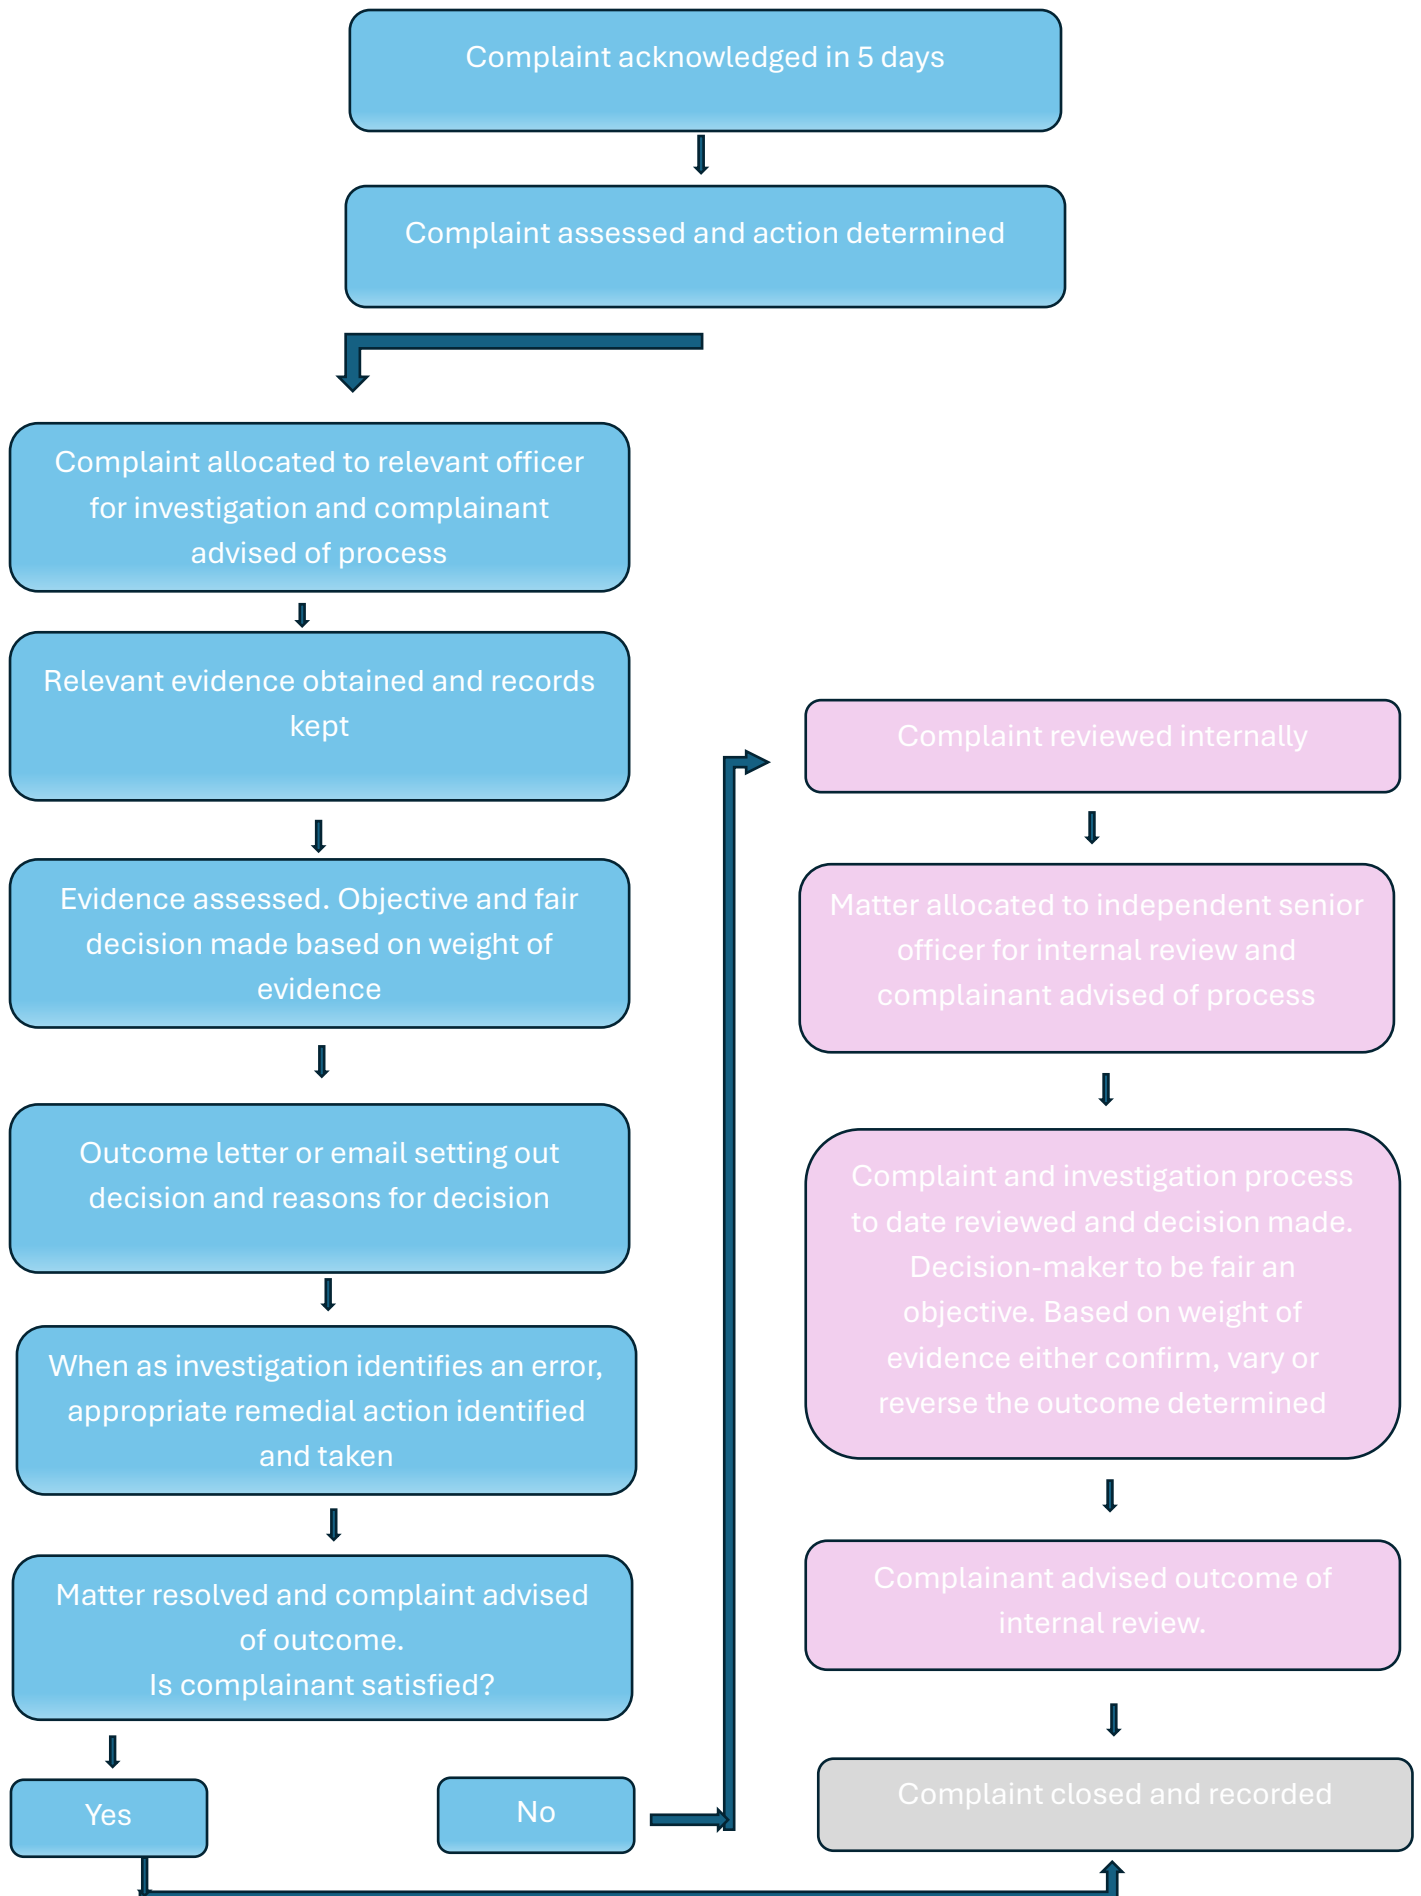 Complaint acknowledged in 5 days
Complaint assessed and action determined
Complaint allocated to relevant officer
for investigation and complainant
advised of process
Relevant evidence obtained and records
kept
Evidence assessed. Objective and fair
decision made based on weight of
evidence
Outcome letter or email setting out
decision and reasons for decision
When as investigation identifies an error,
appropriate remedial action identified
and taken
Matter resolved and complaint advised
of outcome.
Is complainant satisfied?
Yes
No
Complaint reviewed internally
Matter allocated to independent senior
officer for internal review and
complainant advised of process
Complaint and investigation process
to date reviewed and decision made.
Decision-maker to be fair an
objective. Based on weight of
evidence either confirm, vary or
reverse the outcome determined
Complainant advised outcome of
internal review.
Complaint closed and recorded